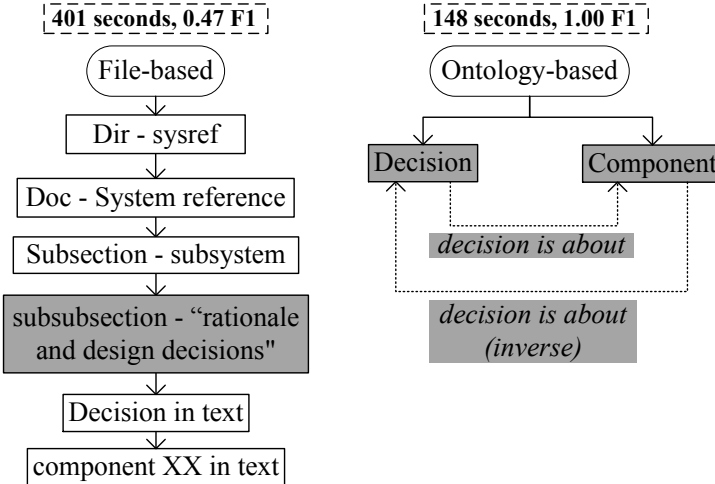 401 seconds, 0.47 F1
File-based
Dir - sysref
Doc - System reference
Subsection - subsystem
subsubsection - “rationale
and design decisions"
Decision in text
component XX in text
148 seconds, 1.00 F1
Ontology-based
Decision
Component
decision is about
decision is about
(inverse)